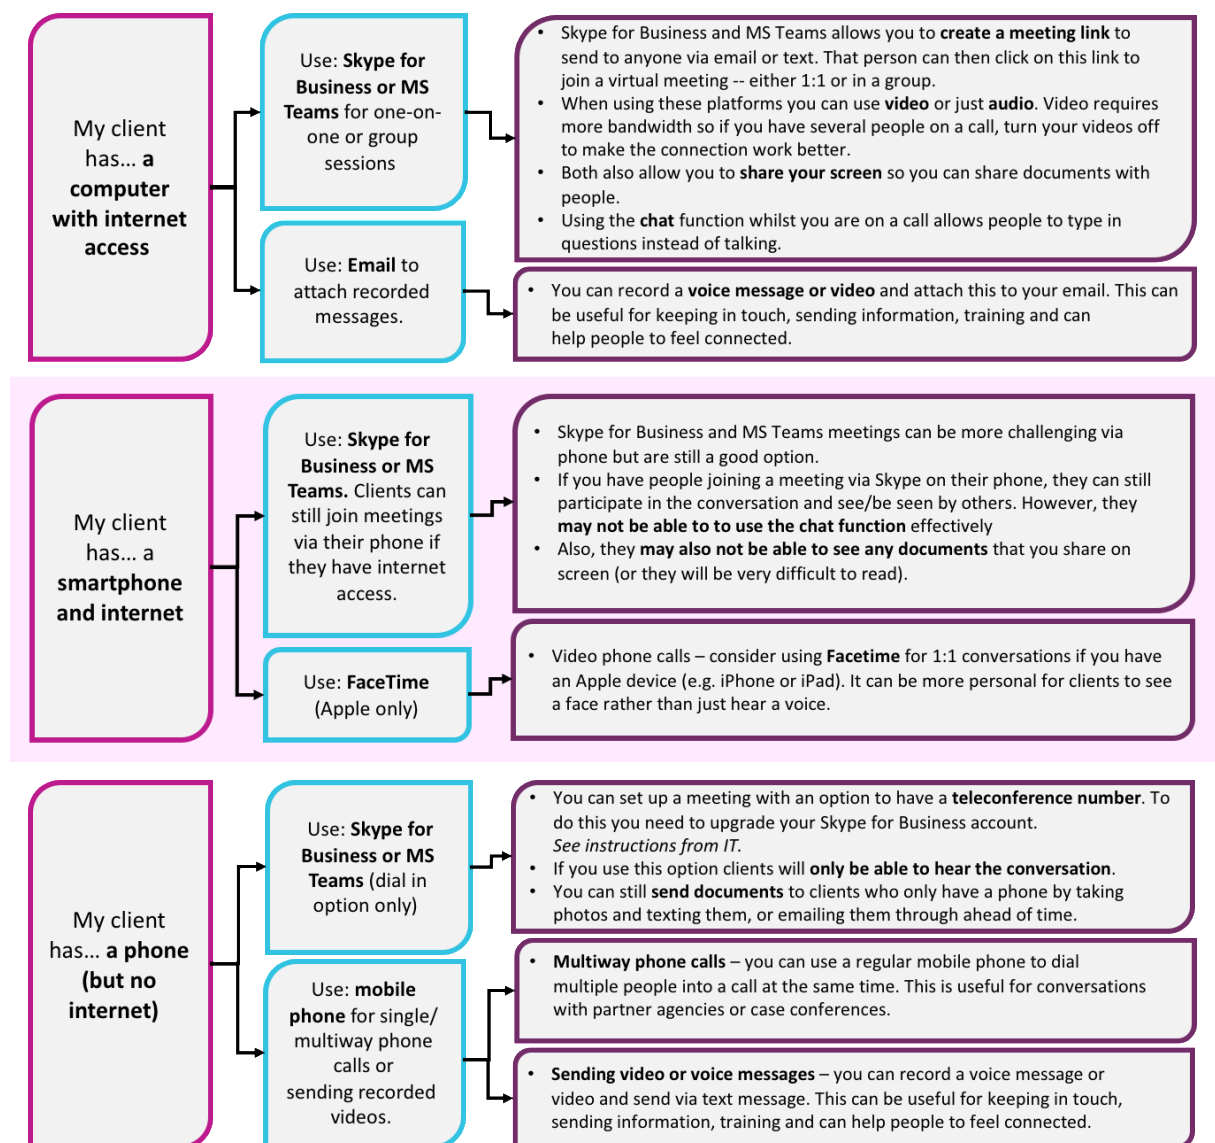 My client
has... a
computer
with internet
access
Use: Skype for
Business or MS
Teams for one-on-
one or group
sessions
• Skype for Business and MS Teams allows you to create a meeting link to
send to anyone via email or text. That person can then click on this link to
join a virtual meeting -- either 1:1 or in a group.
• When using these platforms you can use video or just audio. Video requires
more bandwidth so if you have several people on a call, turn your videos off
to make the connection work better.
• Both also allow you to share your screen so you can share documents with
people.
• Using the chat function whilst you are on a call allows people to type in
questions instead of talking.
Use: Email to
attach recorded
messages.
• You can record a voice message or video and attach this to your email. This can
be useful for keeping in touch, sending information, training and can
help people to feel connected.
My client
has... a
smartphone
and internet
Use: Skype for
Business or MS
Teams. Clients can
still join meetings
via their phone if
they have internet
access.
• Skype for Business and MS Teams meetings can be more challenging via
phone but are still a good option.
• If you have people joining a meeting via Skype on their phone, they can still
participate in the conversation and see/be seen by others. However, they
may not be able to to use the chat function effectively
• Also, they may also not be able to see any documents that you share on
screen (or they will be very difficult to read).
Use: FaceTime
(Apple only)
• Video phone calls – consider using Facetime for 1:1 conversations if you have
an Apple device (e.g. iPhone or iPad). It can be more personal for clients to see
a face rather than just hear a voice.
My client
has... a phone
(but no
internet)
Use: Skype for
Business or MS
Teams (dial in
option only)
• You can set up a meeting with an option to have a teleconference number. To
do this you need to upgrade your Skype for Business account.
See instructions from IT.
• If you use this option clients will only be able to hear the conversation.
• You can still send documents to clients who only have a phone by taking
photos and texting them, or emailing them through ahead of time.
Use: mobile
phone for single/
multiway phone
calls or
sending recorded
videos.
• Multiway phone calls – you can use a regular mobile phone to dial
multiple people into a call at the same time. This is useful for conversations
with partner agencies or case conferences.
• Sending video or voice messages – you can record a voice message or
video and send via text message. This can be useful for keeping in touch,
sending information, training and can help people to feel connected.